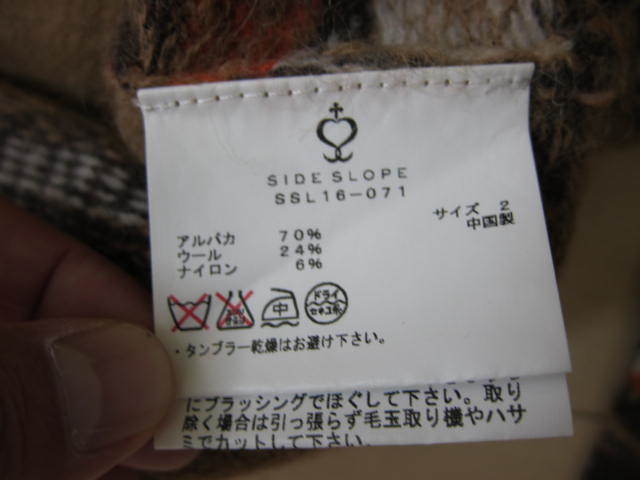 SIDE SLOPE
SSL16-071
サイズ 2
中国製
アルパカ 70%
ウール 24%
ナイロン 6%
中
ドライ
セキユ系
・タンブラー乾燥はお避け下さい。
にブラッシングでほぐして下さい。取り
除く場合は引っ張らず毛玉取り機やハサ
ミでカットして下さい。